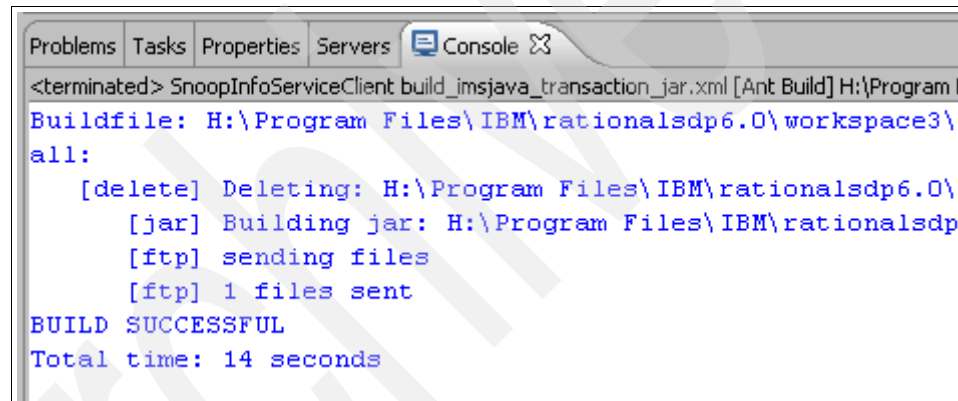 Problems Tasks Properties Servers Console
<terminated> SnoopInfoServiceClient build_imsjava_transaction_jar.xml [Ant Build] H:\Program
Buildfile: H:\Program Files\IBM\rationalsdp6.0\workspace3\
all:
[delete] Deleting: H:\Program Files\IBM\rationalsdp6.0\
[jar] Building jar: H:\Program Files\IBM\rationalsdp
[ftp] sending files
[ftp] 1 files sent
BUILD SUCCESSFUL
Total time: 14 seconds